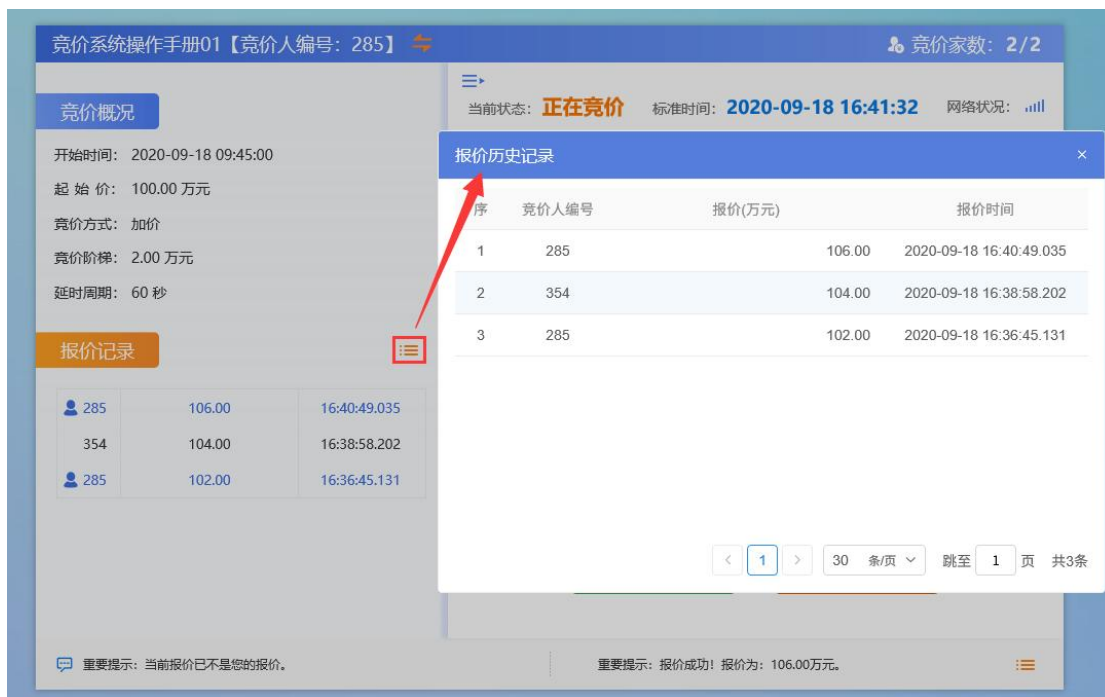 竞价系统操作手册01【竞价人编号：285】 竞价家数：2/2
竞价概况
开始时间： 2020-09-18 09:45:00
起 始 价： 100.00 万元
竞价方式： 加价
竞价阶梯： 2.00 万元
延时周期： 60 秒
报价记录
285 106.00 16:40:49.035
354 104.00 16:38:58.202
285 102.00 16:36:45.131
当前状态：正在竞价 标准时间：2020-09-18 16:41:32 网络状况：
报价历史记录 ×
序 竞价人编号 报价(万元) 报价时间
1 285 106.00 2020-09-18 16:40:49.035
2 354 104.00 2020-09-18 16:38:58.202
3 285 102.00 2020-09-18 16:36:45.131
< 1 > 30 条/页 跳至 1 页 共3条
重要提示：当前报价已不是您的报价。 重要提示：报价成功！报价为：106.00万元。